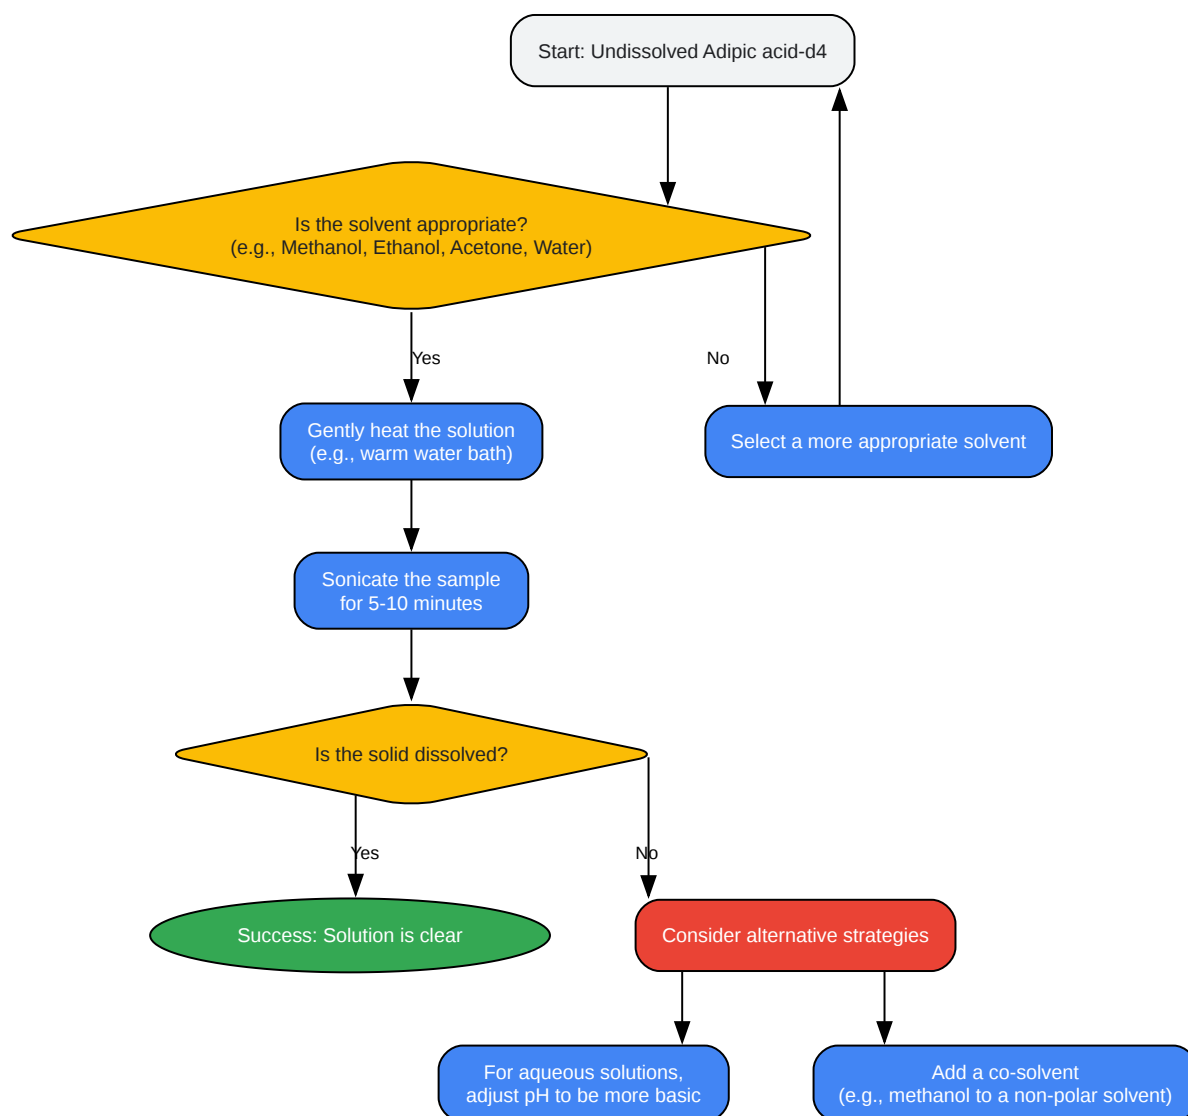 Start: Undissolved Adipic acid-d4
Is the solvent appropriate?
(e.g., Methanol, Ethanol, Acetone, Water)
Yes
No
Gently heat the solution
(e.g., warm water bath)
Select a more appropriate solvent
Sonicate the sample
for 5-10 minutes
Is the solid dissolved?
Yes
No
Success: Solution is clear
Consider alternative strategies
For aqueous solutions,
adjust pH to be more basic
Add a co-solvent
(e.g., methanol to a non-polar solvent)